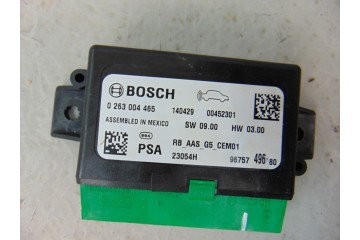 BOSCH
0 263 004 465 140429 00452301
ASSEMBLED IN MEXICO SW 09.00 HW 03.00
PSA RB_AAS_G5_CEM01
23054H 96757 496 80